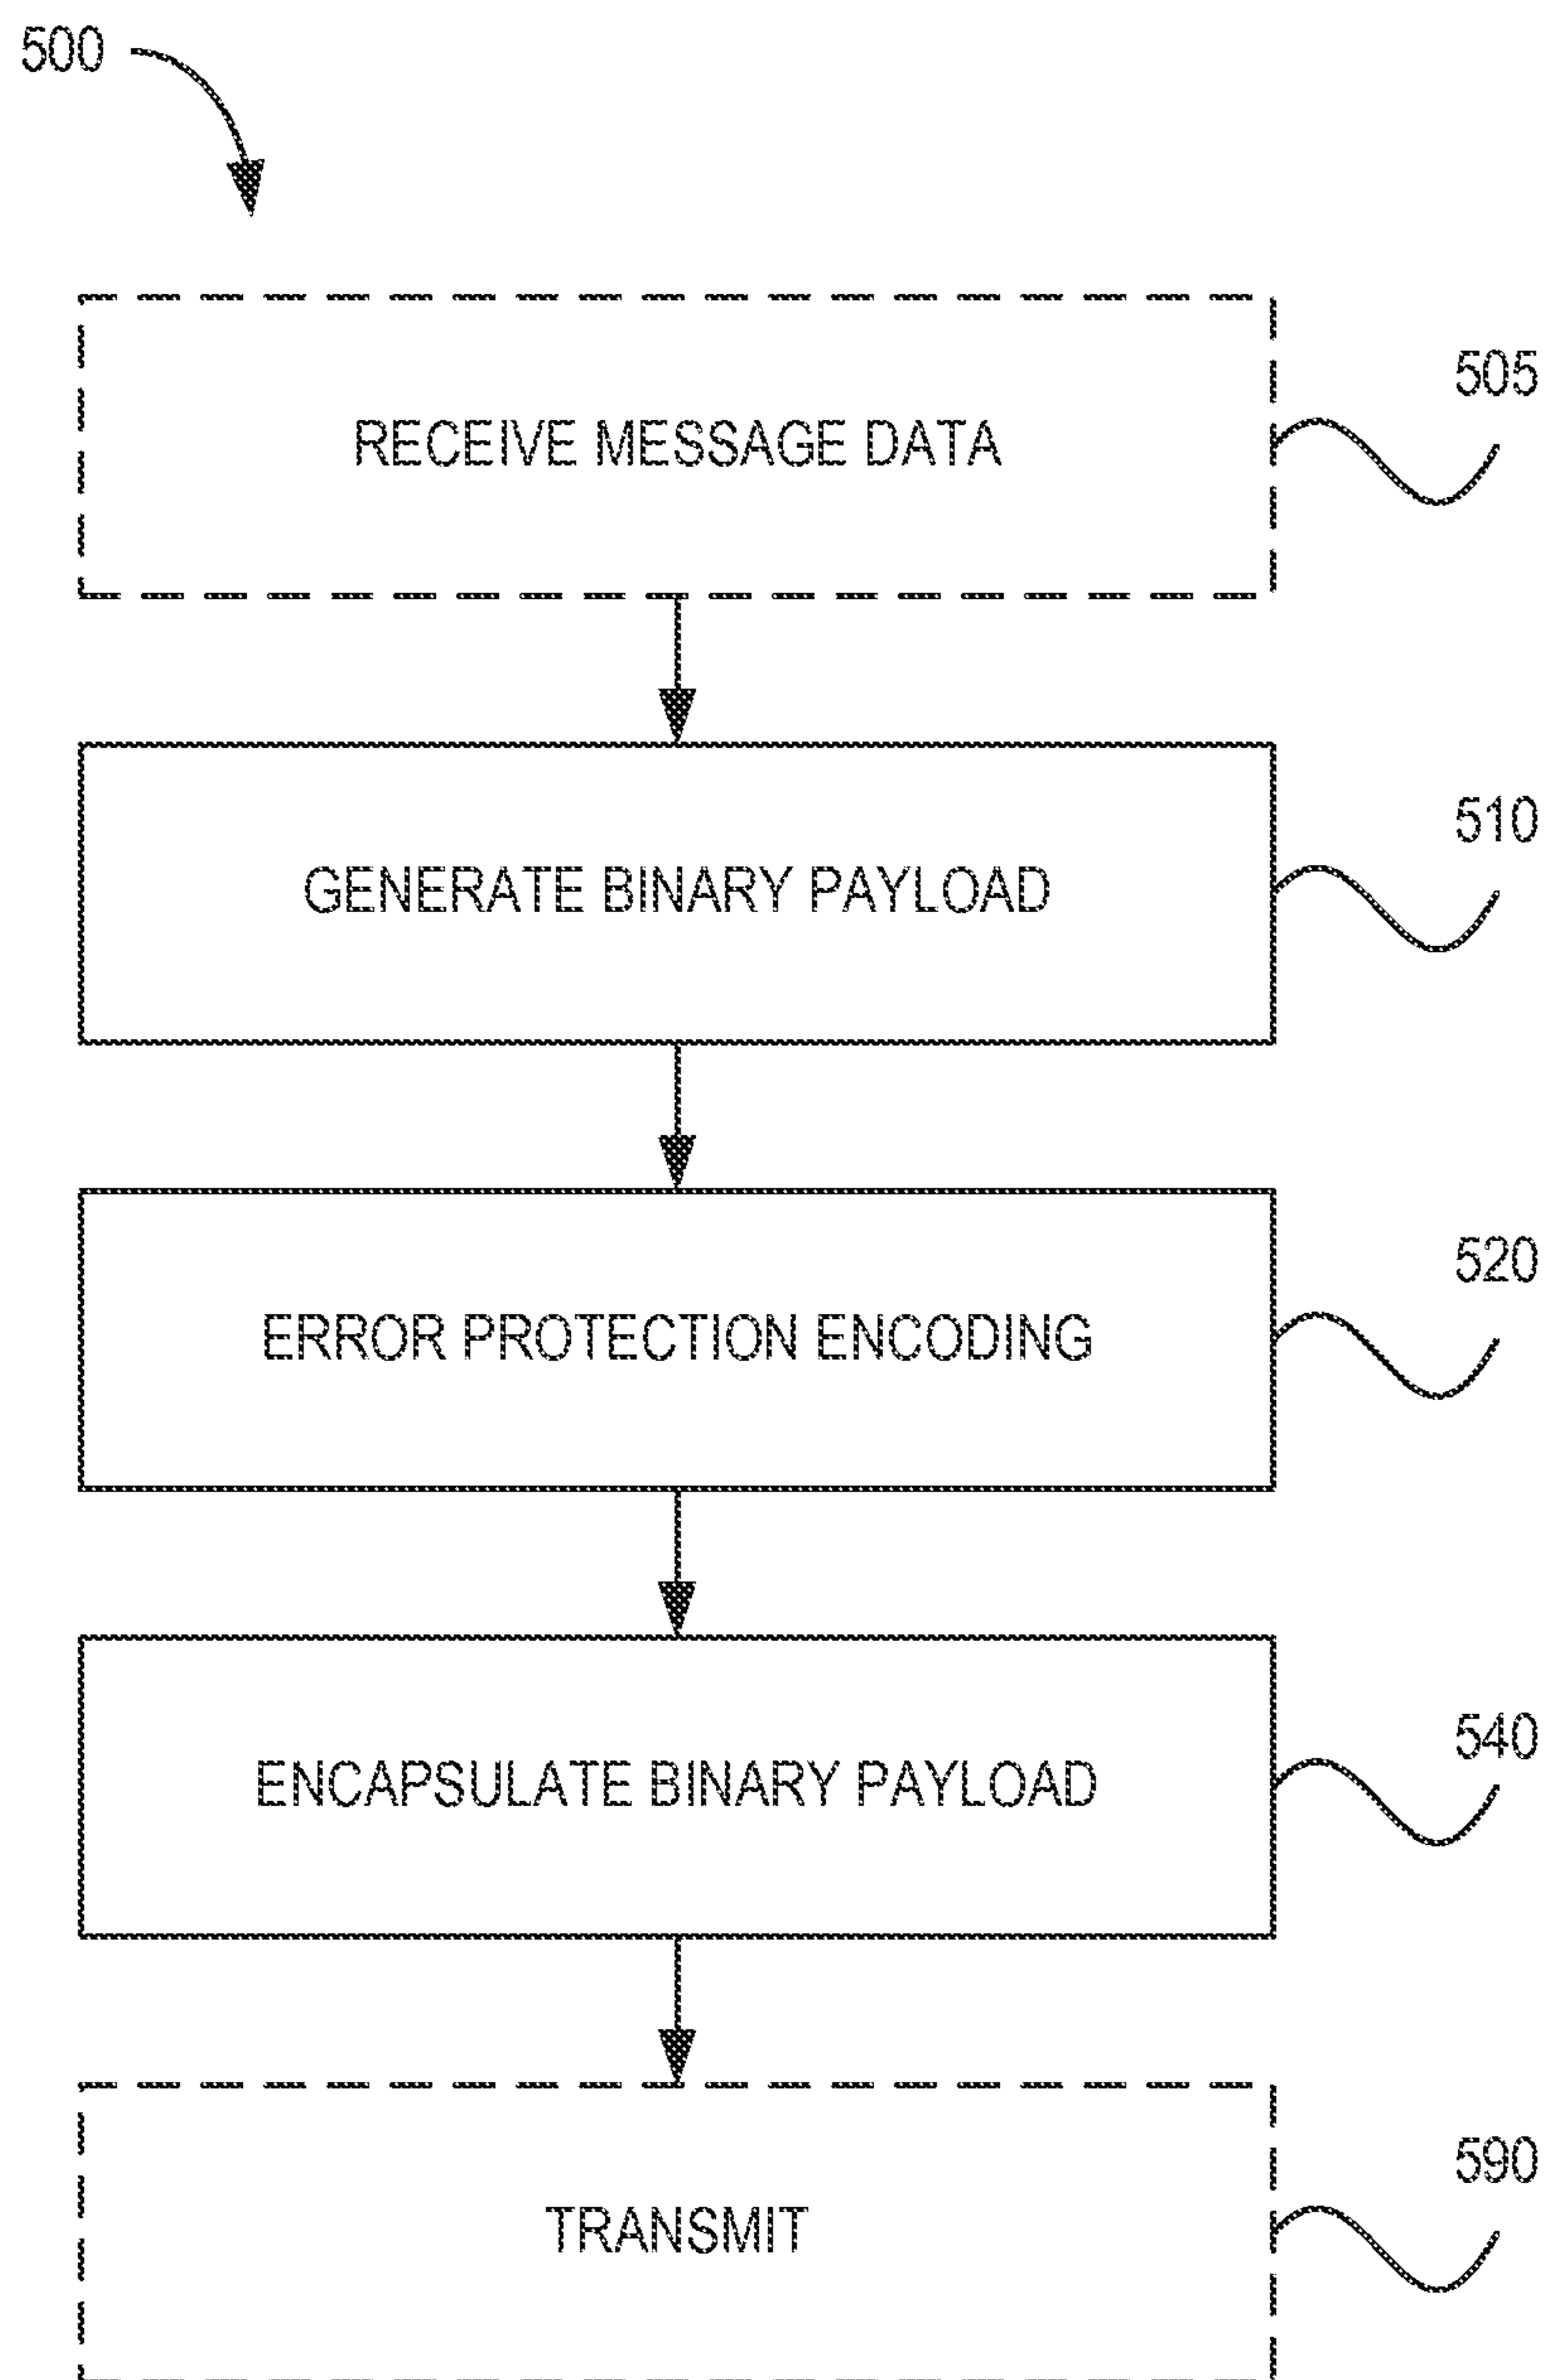 500
505
RECEIVE MESSAGE DATA
510
GENERATE BINARY PAYLOAD
520
ERROR PROTECTION ENCODING
540
ENCAPSULATE BINARY PAYLOAD
590
TRANSMIT